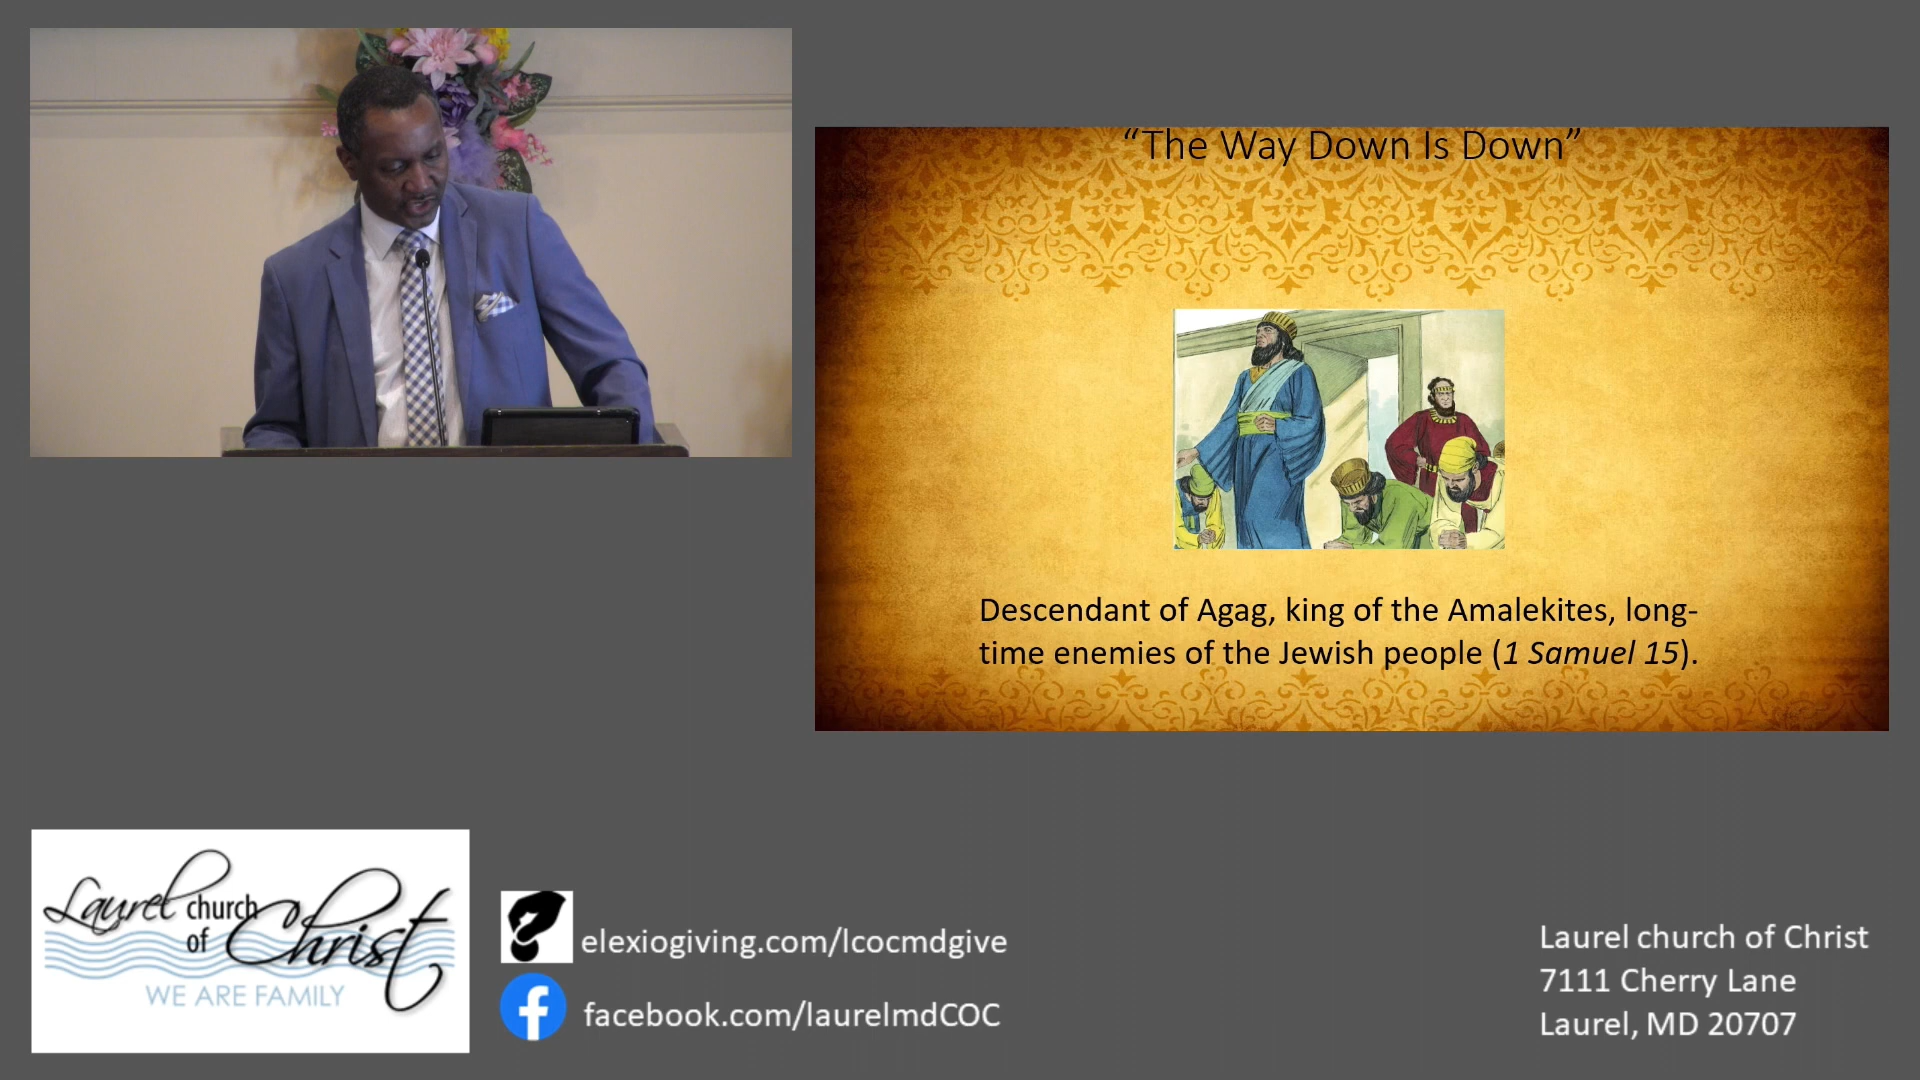 “The Way Down Is Down”
Descendant of Agag, king of the Amalekites, long-
time enemies of the Jewish people (1 Samuel 15).
Laurel church
of Christ
WE ARE FAMILY
elexiogiving.com/lcocmdgive
facebook.com/laurelmdCOC
Laurel church of Christ
7111 Cherry Lane
Laurel, MD 20707